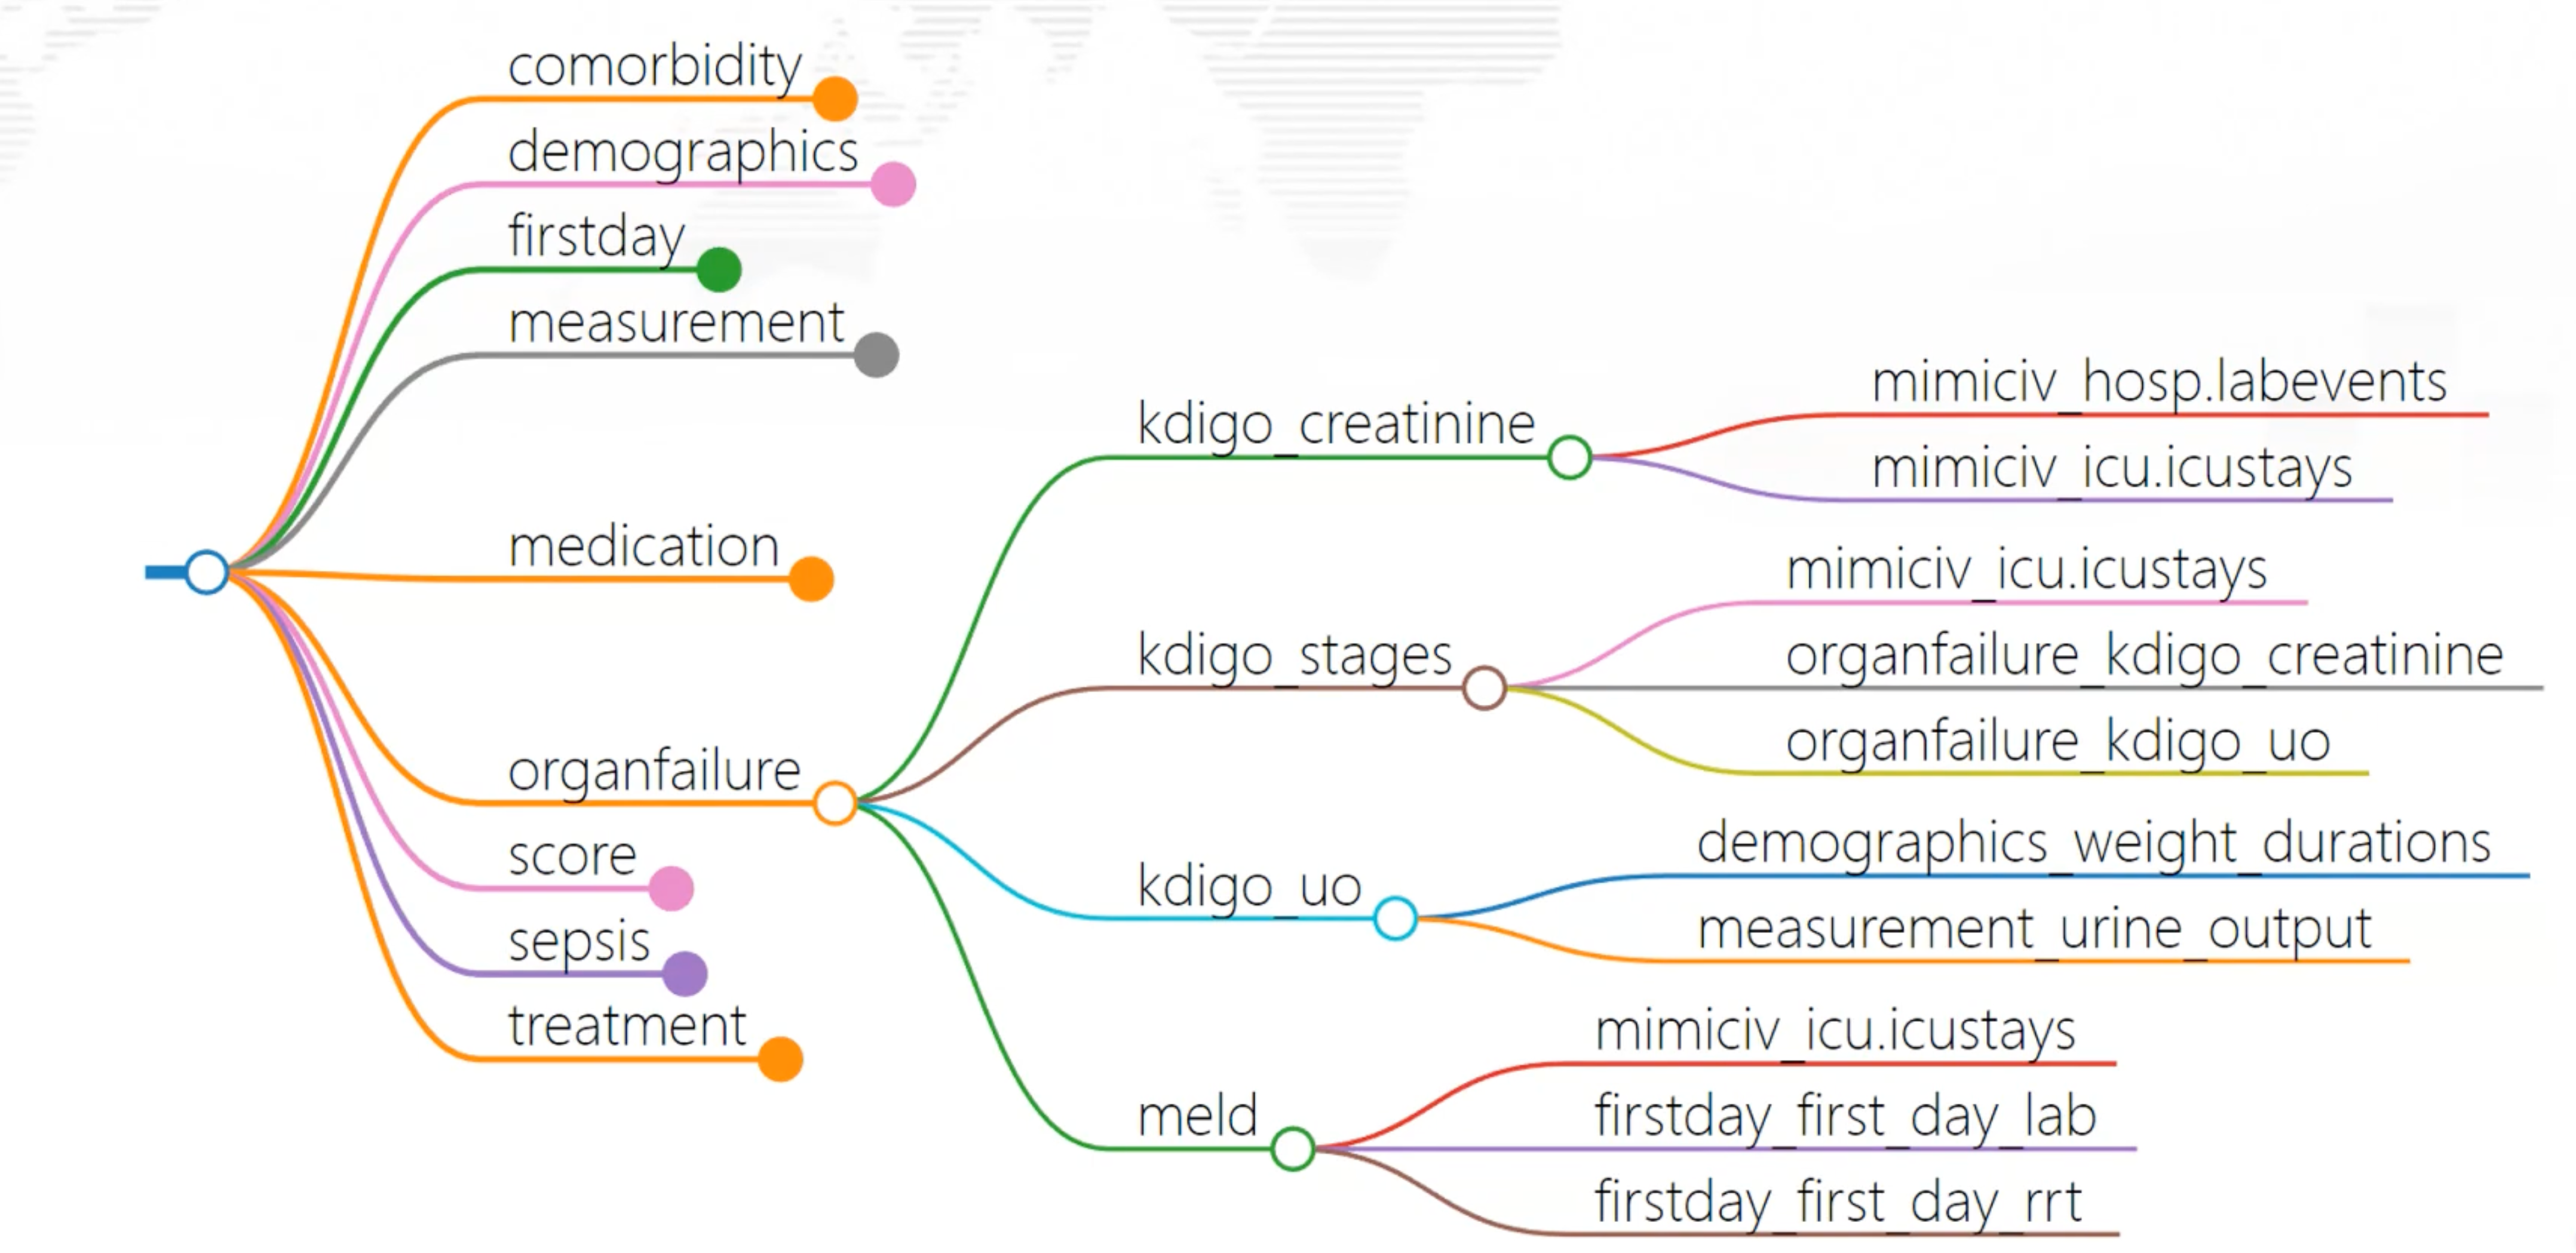 comorbidity
demographics
firstday
measurement
medication
organfailure
score
sepsis
treatment
kdigo_creatinine
mimiciv_hosp.labevents
mimiciv_icu.icustays
kdigo_stages
mimiciv_icu.icustays
organfailure_kdigo_creatinine
organfailure_kdigo_uo
kdigo_uo
demographics_weight_durations
measurement_urine_output
meld
mimiciv_icu.icustays
firstday_first_day_lab
firstday_first_day_rrt